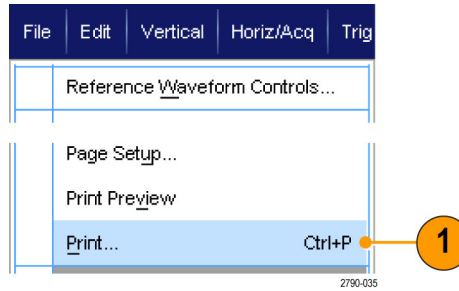 File Edit Vertical Horiz/Acq Trig
Reference Waveform Controls...
Page Setup...
Print Preview
Print... Ctrl+P
1
2790-035